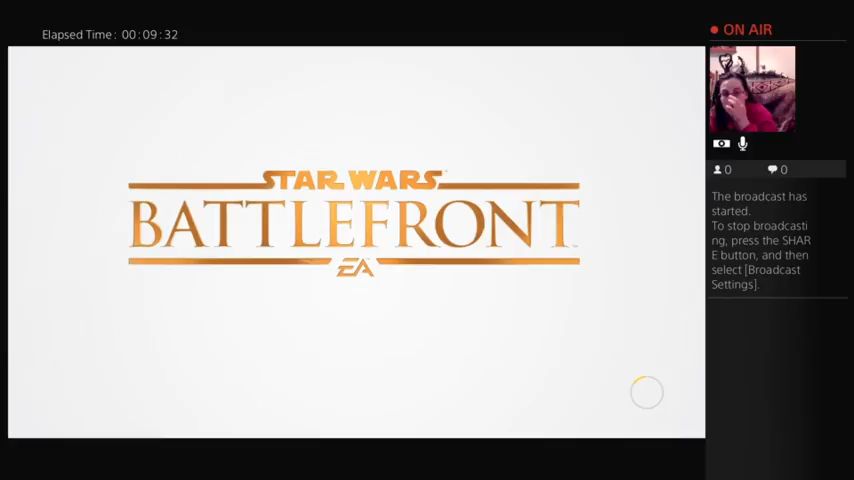 Elapsed Time: 00:09:32
ON AIR
STAR WARS
BATTLEFRONT
EA
0 0
The broadcast has
started.
To stop broadcasti
ng, press the SHAR
E button, and then
select [Broadcast
Settings].